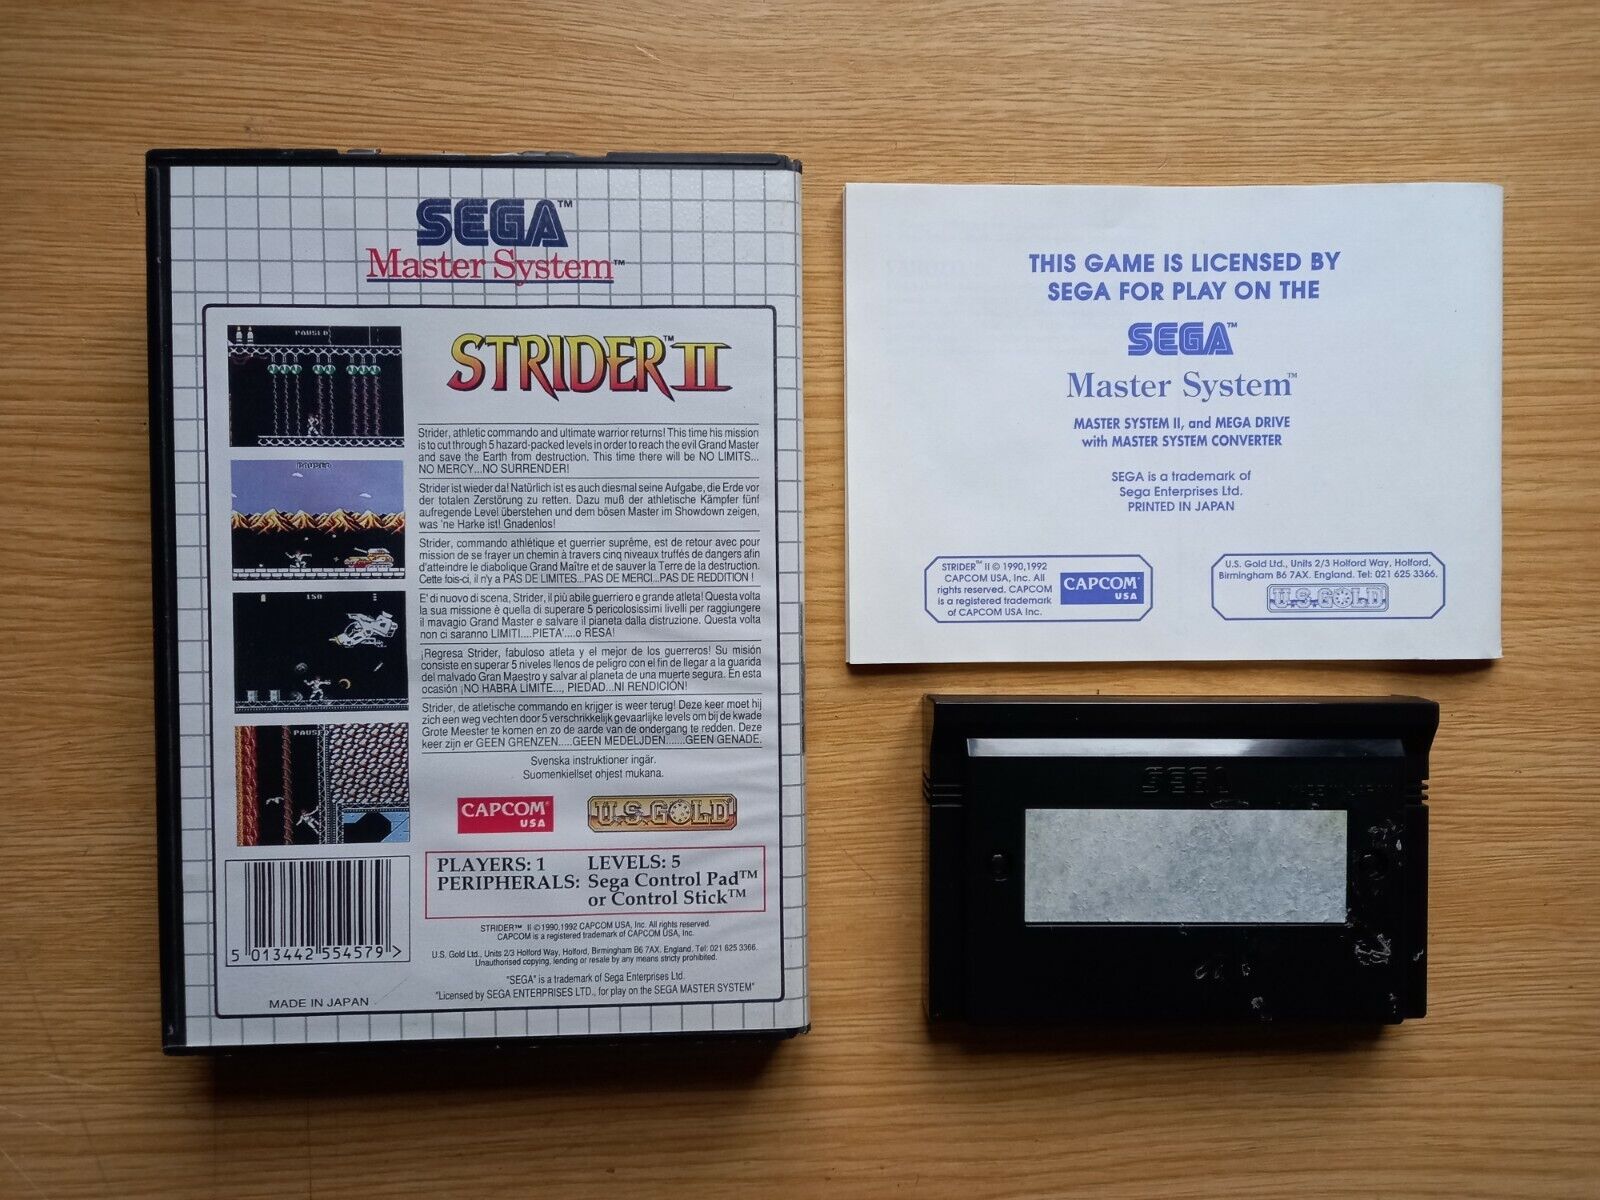 SEGA™
Master System™
PAUSED
PAUSED
150
PAUSED
STRIDER™ II
Strider, athletic commando and ultimate warrior returns! This time his mission
is to cut through 5 hazard-packed levels in order to reach the evil Grand Master
and save the Earth from destruction. This time there will be NO LIMITS...
NO MERCY...NO SURRENDER!
Strider ist wieder da! Natürlich ist es auch diesmal seine Aufgabe, die Erde vor
der totalen Zerstörung zu retten. Dazu muß der athletische Kämpfer fünf
aufregende Level überstehen und dem bösen Master im Showdown zeigen,
was 'ne Harke ist! Gnadenlos!
Strider, commando athlétique et guerrier suprême, est de retour avec pour
mission de se frayer un chemin à travers cinq niveaux truffés de dangers afin
d'atteindre le diabolique Grand Maître et de sauver la Terre de la destruction.
Cette fois-ci, il n'y a PAS DE LIMITES...PAS DE MERCI...PAS DE REDDITION !
E' di nuovo di scena, Strider, il più abile guerriero e grande atleta! Questa volta
la sua missione è quella di superare 5 pericolosissimi livelli per raggiungere
il mavagio Grand Master e salvare il pianeta dalla distruzione. Questa volta
non ci saranno LIMITI....PIETA'....o RESA!
¡Regresa Strider, fabuloso atleta y el mejor de los guerreros! Su misión
consiste en superar 5 niveles llenos de peligro con el fin de llegar a la guarida
del malvado Gran Maestro y salvar al planeta de una muerte segura. En esta
ocasión ¡NO HABRA LIMITE..., PIEDAD...NI RENDICIÓN!
Strider, de atletische commando en krijger is weer terug! Deze keer moet hij
zich een weg vechten door 5 verschrikkelijk gevaarlijke levels om bij de kwade
Grote Meester te komen en zo de aarde van de ondergang te redden. Deze
keer zijn er GEEN GRENZEN.....GEEN MEDELJDEN......GEEN GENADE.
Svenska instruktioner ingår.
Suomenkiellset ohjest mukana.
CAPCOM®
USA
U.S. GOLD®
PLAYERS: 1 LEVELS: 5
PERIPHERALS: Sega Control Pad™
or Control Stick™
STRIDER™ II ©1990,1992 CAPCOM USA, Inc. All rights reserved.
CAPCOM is a registered trademark of CAPCOM USA, Inc.
U.S. Gold Ltd., Units 2/3 Holford Way, Holford, Birmingham B6 7AX. England. Tel: 021 625 3366.
Unauthorised copying, lending or resale by any means strictly prohibited.
"SEGA" is a trademark of Sega Enterprises Ltd.
"Licensed by SEGA ENTERPRISES LTD., for play on the SEGA MASTER SYSTEM"
5 013442 554579 >
MADE IN JAPAN
THIS GAME IS LICENSED BY
SEGA FOR PLAY ON THE
SEGA™
Master System™
MASTER SYSTEM II, and MEGA DRIVE
with MASTER SYSTEM CONVERTER
SEGA is a trademark of
Sega Enterprises Ltd.
PRINTED IN JAPAN
STRIDER™ II © 1990,1992
CAPCOM USA, Inc. All
rights reserved. CAPCOM
is a registered trademark
of CAPCOM USA Inc.
CAPCOM®
USA
U.S. Gold Ltd., Units 2/3 Holford Way, Holford,
Birmingham B6 7AX. England. Tel: 021 625 3366.
U.S. GOLD
SEGA